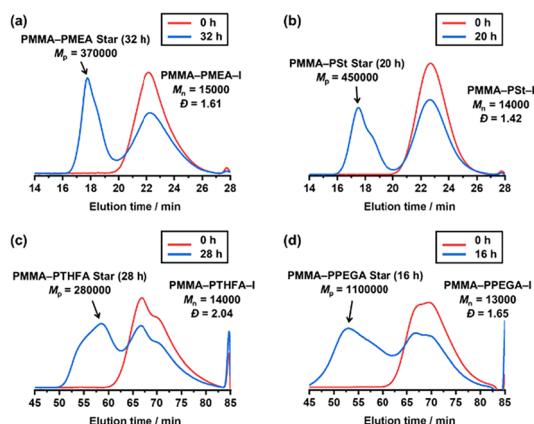 (a)
0 h
32 h
PMMA–PMEA Star (32 h)
Mp = 370000
PMMA–PMEA–I
Mn = 15000
Đ = 1.61
14 16 18 20 22 24 26 28
Elution time / min
(b)
0 h
20 h
PMMA–PSt Star (20 h)
Mp = 450000
PMMA–PSt–I
Mn = 14000
Đ = 1.42
14 16 18 20 22 24 26 28
Elution time / min
(c)
0 h
28 h
PMMA–PTHFA Star (28 h)
Mp = 280000
PMMA–PTHFA–I
Mn = 14000
Đ = 2.04
45 50 55 60 65 70 75 80 85
Elution time / min
(d)
0 h
16 h
PMMA–PPEGA Star (16 h)
Mp = 1100000
PMMA–PPEGA–I
Mn = 13000
Đ = 1.65
45 50 55 60 65 70 75 80 85
Elution time / min